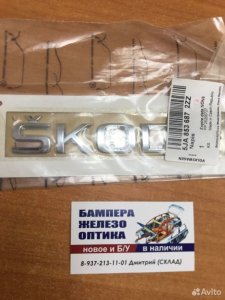 ŠKOD
5JA 853 687 2ZZ
VOLKSWAGEN
БАМПЕРА
ЖЕЛЕЗО
ОПТИКА
новое и Б/У в наличии
8-937-213-11-01 Дмитрий (СКЛАД)
Avito